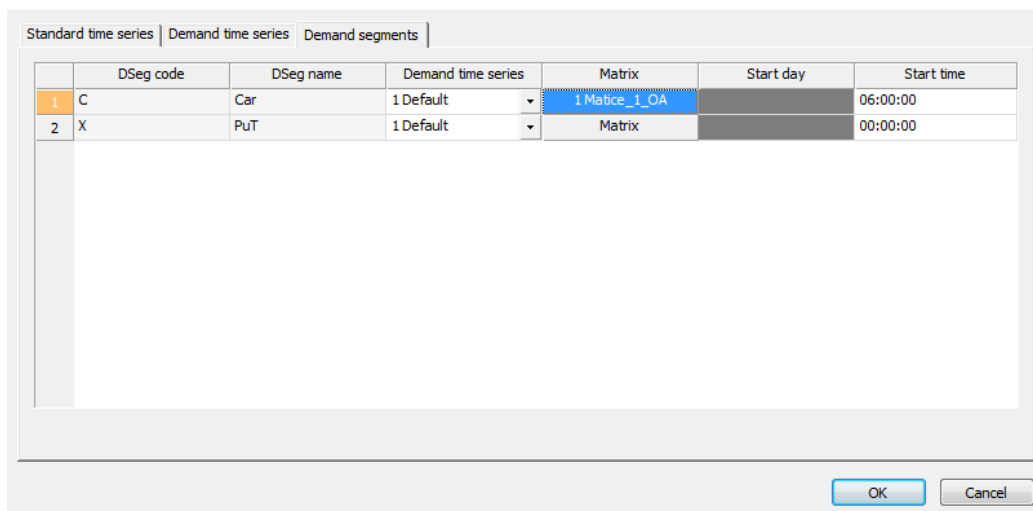 Standard time series Demand time series Demand segments
DSeg code DSeg name Demand time series Matrix Start day Start time
1 C Car 1 Default 1 Matice_1_OA 06:00:00
2 X PuT 1 Default Matrix 00:00:00
OK Cancel